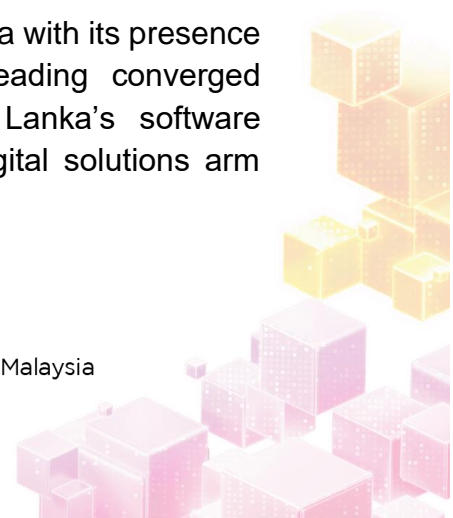 a with its presence
eading converged
Lanka's software
gital solutions arm
Malaysia